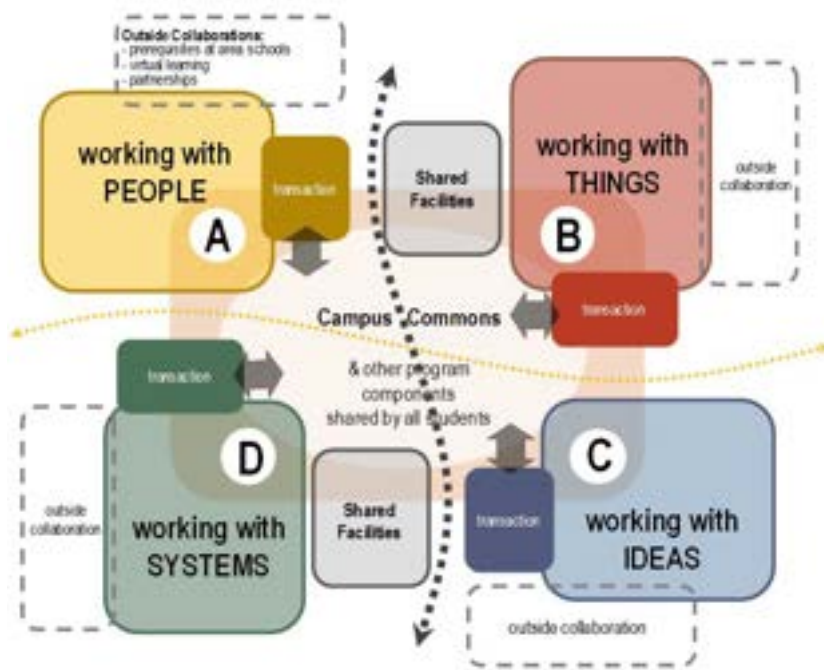 Outside Collaborations:
- prerequisites at area schools
- virtual learning
- partnerships
working with
PEOPLE
A
transaction
Shared
Facilities
working with
THINGS
B
outside
collaboration
transaction
Campus Commons
& other program
components
shared by all students
transaction
D
working with
SYSTEMS
outside
collaboration
Shared
Facilities
C
transaction
working with
IDEAS
outside collaboration